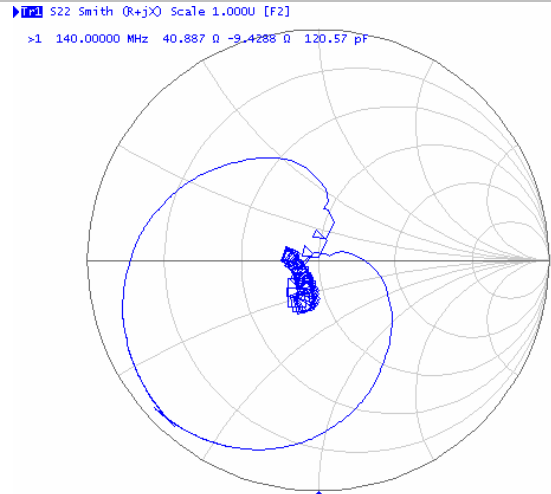 Tr1 S22 Smith (R+jX) Scale 1.000U [F2]
>1 140.00000 MHz 40.887 Ω -9.4288 Ω 120.57 pF